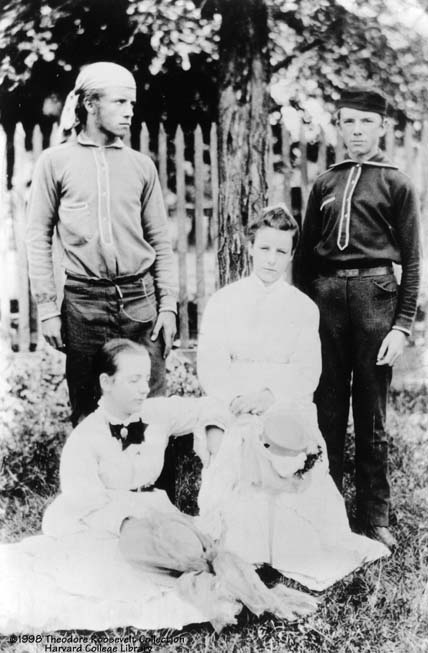 ©1998 Theodore Roosevelt Collection
Harvard College Library